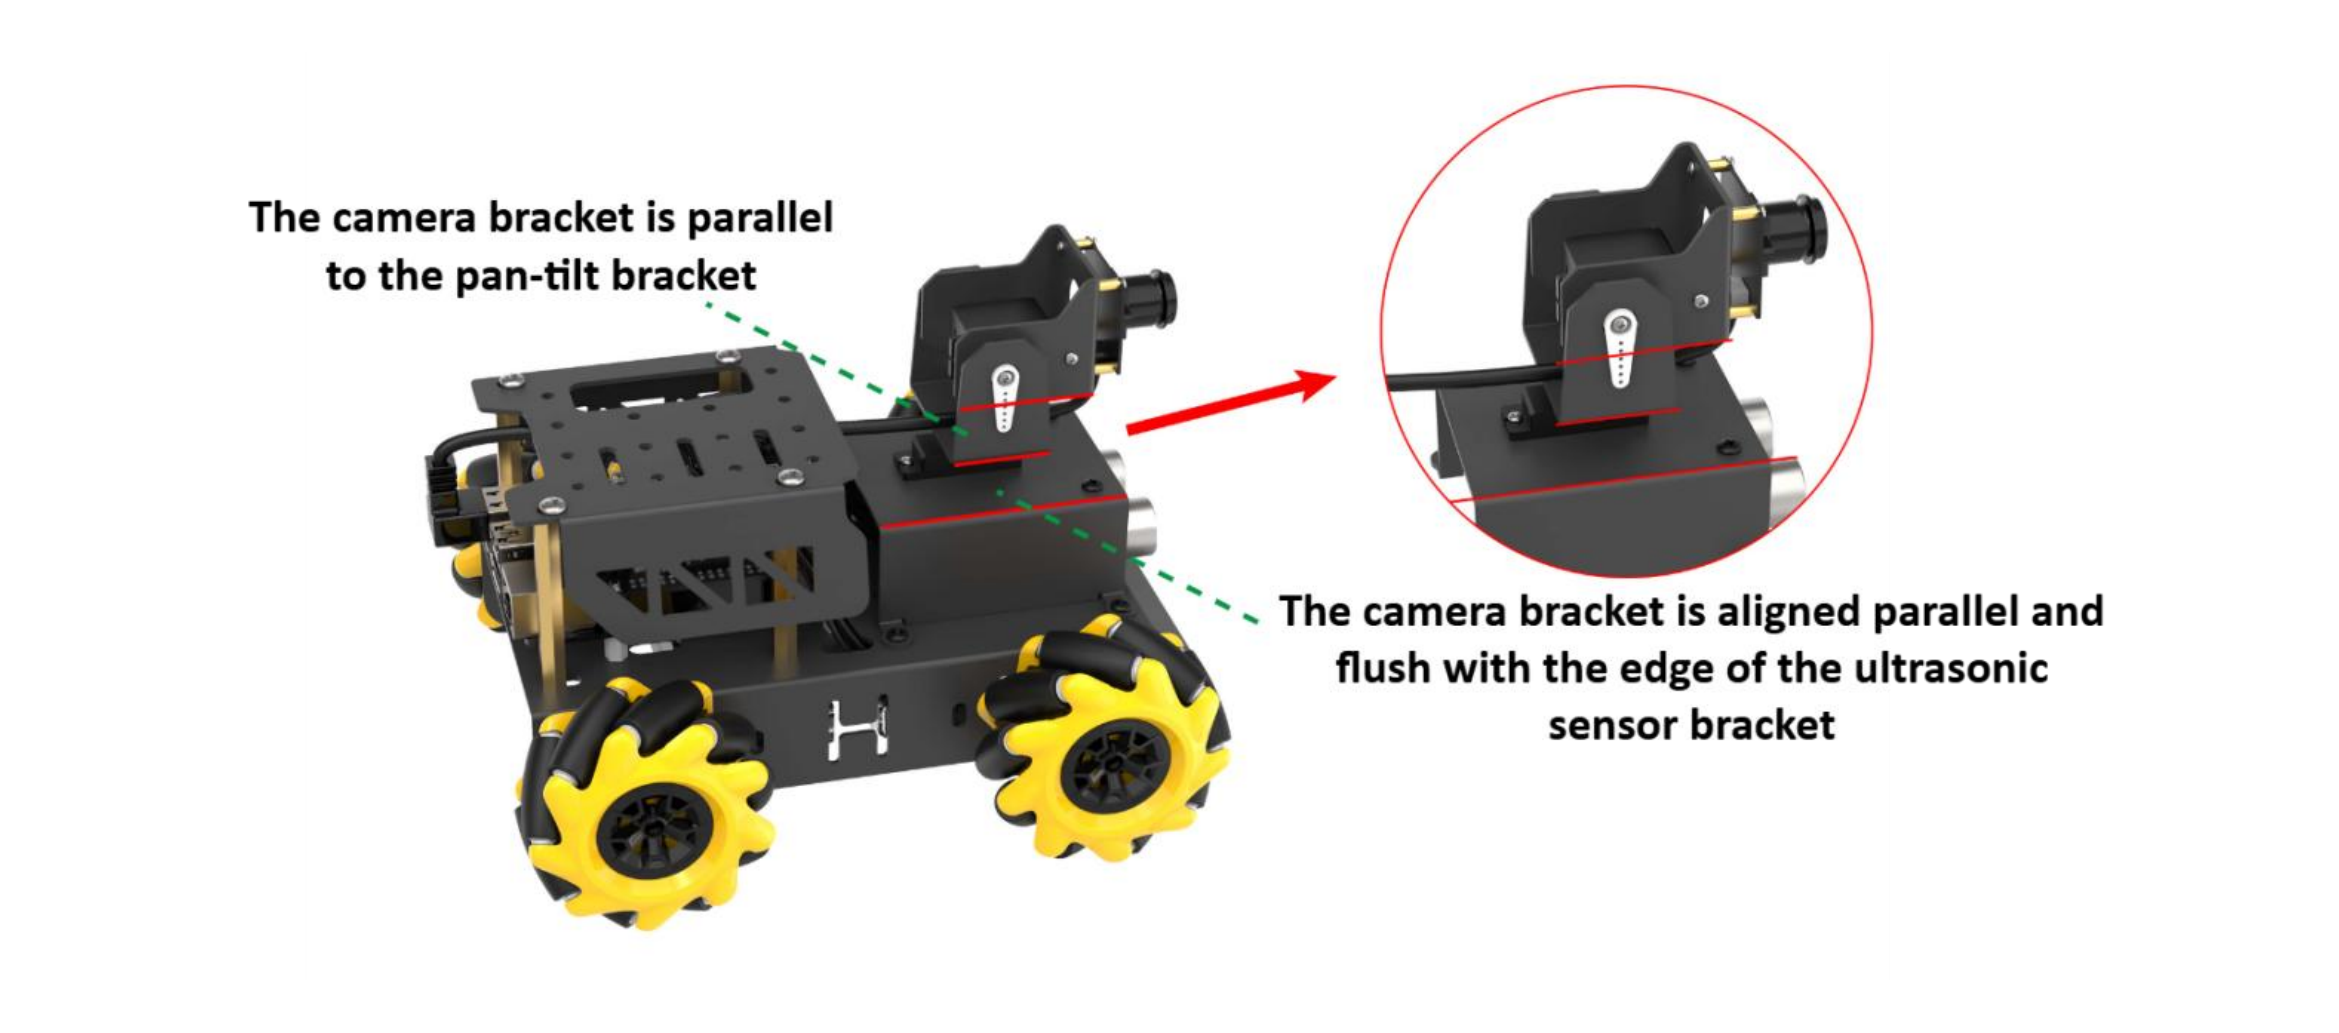 The camera bracket is parallel
to the pan-tilt bracket
The camera bracket is aligned parallel and
flush with the edge of the ultrasonic
sensor bracket